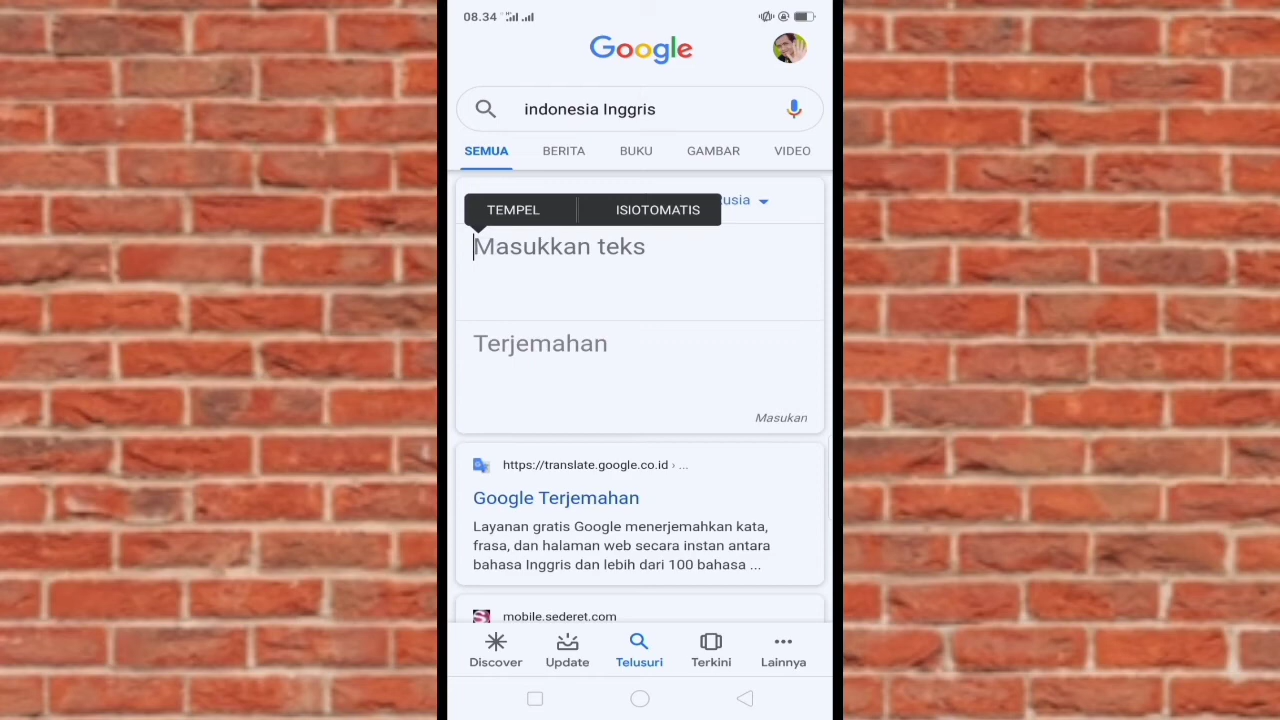 08.34
Google
indonesia Inggris
SEMUA BERITA BUKU GAMBAR VIDEO
TEMPEL ISIOTOMATIS
Masukkan teks
Terjemahan
Masukan
https://translate.google.co.id › ...
Google Terjemahan
Layanan gratis Google menerjemahkan kata,
frasa, dan halaman web secara instan antara
bahasa Inggris dan lebih dari 100 bahasa ...
mobile.sederet.com
Discover Update Telusuri Terkini Lainnya